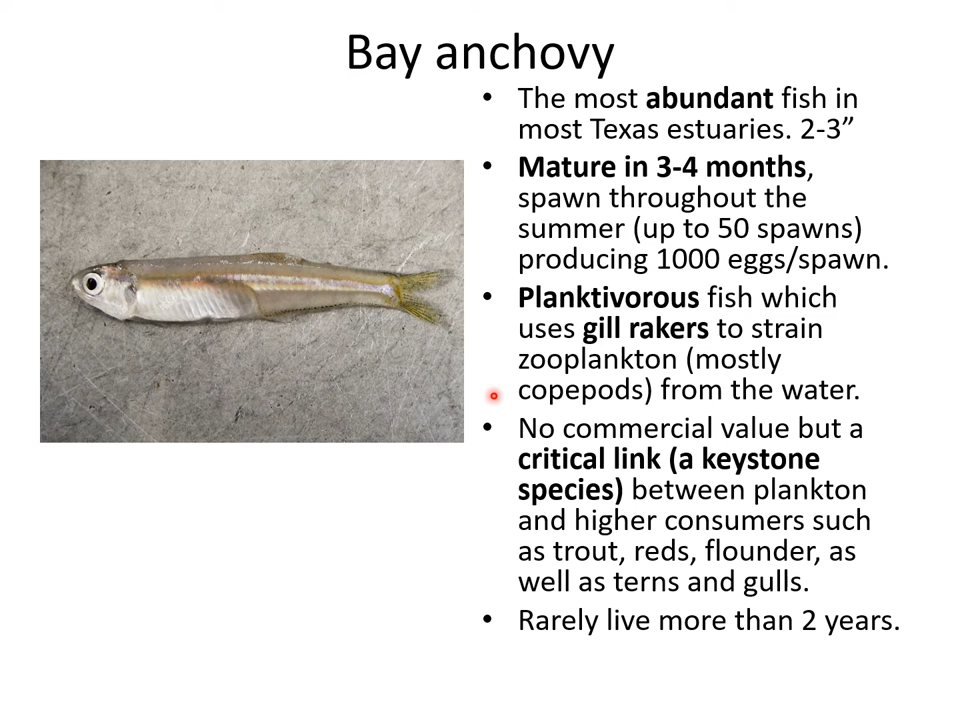 Bay anchovy
• The most abundant fish in
most Texas estuaries. 2-3”
• Mature in 3-4 months,
spawn throughout the
summer (up to 50 spawns)
producing 1000 eggs/spawn.
• Planktivorous fish which
uses gill rakers to strain
zooplankton (mostly
copepods) from the water.
• No commercial value but a
critical link (a keystone
species) between plankton
and higher consumers such
as trout, reds, flounder, as
well as terns and gulls.
• Rarely live more than 2 years.